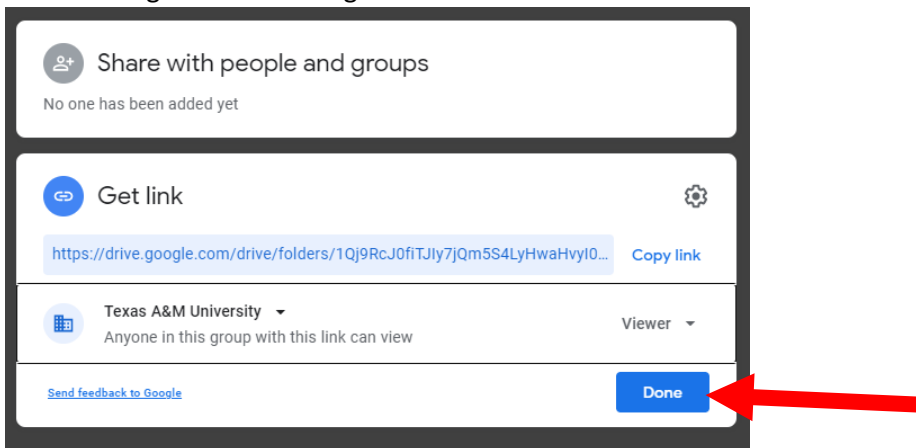 Share with people and groups
No one has been added yet
Get link
https://drive.google.com/drive/folders/1Qj9RcJ0fiTJIy7jQm5S4LyHwaHvyI0... Copy link
Texas A&M University
Anyone in this group with this link can view
Viewer
Send feedback to Google
Done